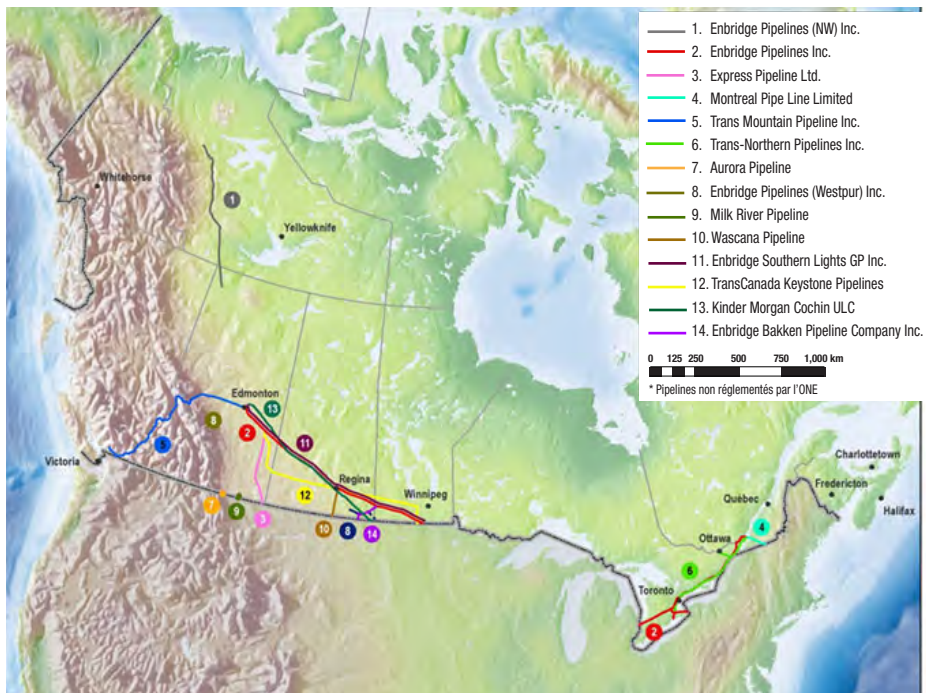 1. Enbridge Pipelines (NW) Inc.
2. Enbridge Pipelines Inc.
3. Express Pipeline Ltd.
4. Montreal Pipe Line Limited
5. Trans Mountain Pipeline Inc.
6. Trans-Northern Pipelines Inc.
7. Aurora Pipeline
8. Enbridge Pipelines (Westpur) Inc.
9. Milk River Pipeline
10. Wascana Pipeline
11. Enbridge Southern Lights GP Inc.
12. TransCanada Keystone Pipelines
13. Kinder Morgan Cochin ULC
14. Enbridge Bakken Pipeline Company Inc.
0 125 250 500 750 1,000 km
* Pipelines non réglementés par l'ONE
Whitehorse
1
Yellowknife
Edmonton
13
8
2
11
5
Victoria
Regina
12
Winnipeg
7
9
3
10
8
14
Charlottetown
Québec
Fredericton
Halifax
Ottawa
4
6
Toronto
2